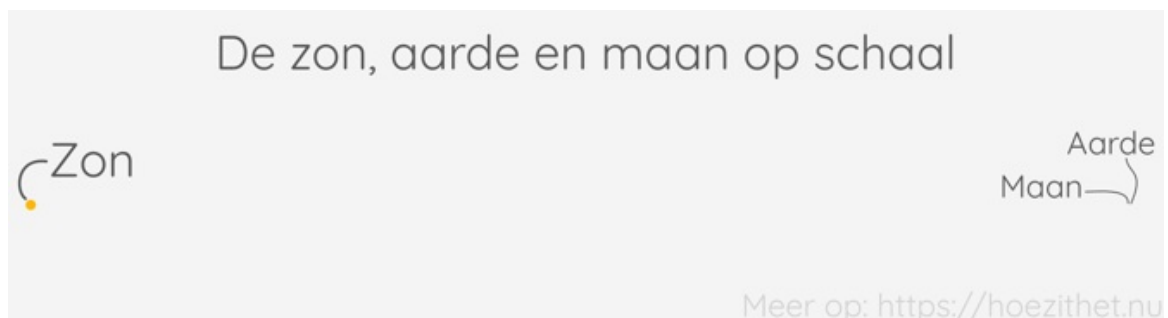 De zon, aarde en maan op schaal
Zon
Aarde
Maan
Meer op: https://hoezithet.nu